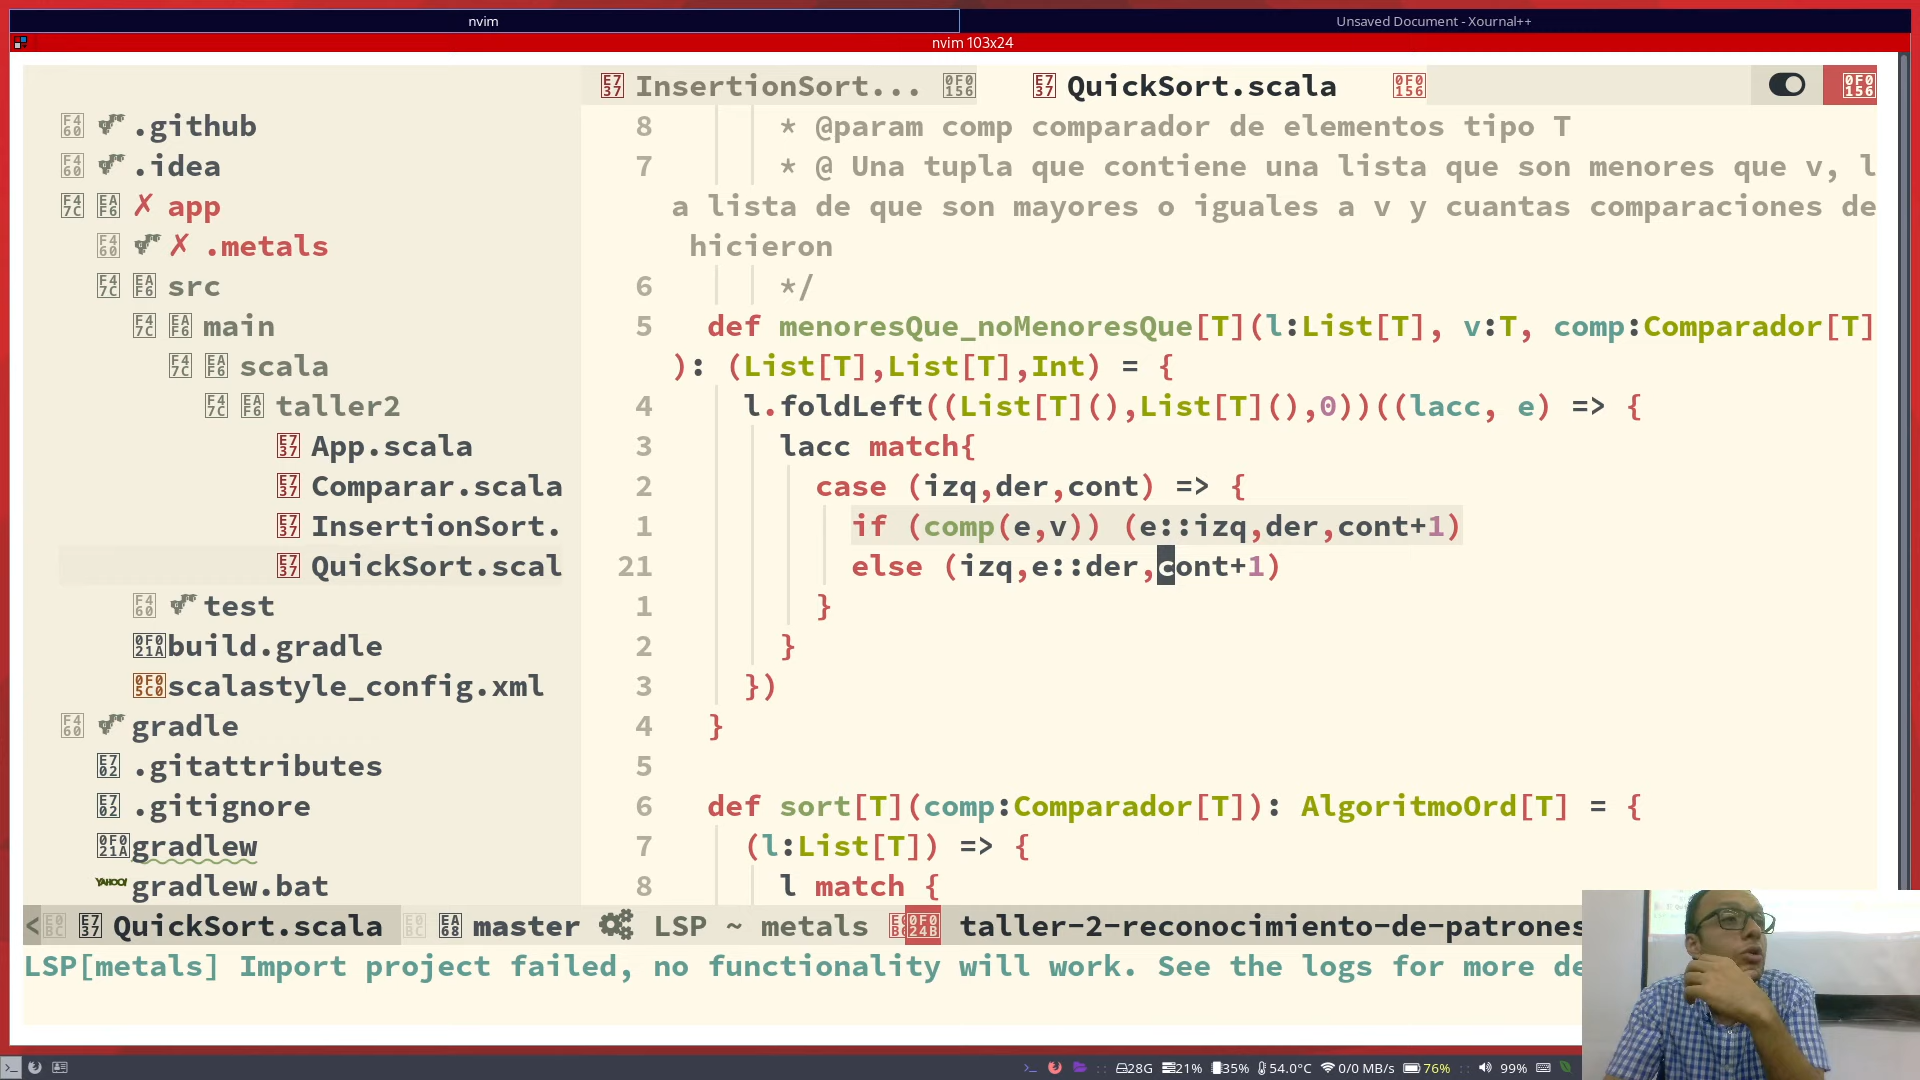 nvim
Unsaved Document - Xournal++
nvim 103x24
InsertionSort...
QuickSort.scala
.github
.idea
✗ app
✗ .metals
src
main
scala
taller2
App.scala
Comparar.scala
InsertionSort.
QuickSort.scal
test
build.gradle
scalastyle_config.xml
gradle
.gitattributes
.gitignore
gradlew
YAHOO! gradlew.bat
8 * @param comp comparador de elementos tipo T
7 * @ Una tupla que contiene una lista que son menores que v, l
a lista de que son mayores o iguales a v y cuantas comparaciones de
hicieron
6 */
5 def menoresQue_noMenoresQue[T](l:List[T], v:T, comp:Comparador[T]
): (List[T],List[T],Int) = {
4 l.foldLeft((List[T](),List[T](),0))((lacc, e) => {
3 lacc match{
2 case (izq,der,cont) => {
1 if (comp(e,v)) (e::izq,der,cont+1)
21 else (izq,e::der,cont+1)
1 }
2 }
3 })
4 }
5
6 def sort[T](comp:Comparador[T]): AlgoritmoOrd[T] = {
7 (l:List[T]) => {
8 l match {
< QuickSort.scala master LSP ~ metals taller-2-reconocimiento-de-patrones
LSP[metals] Import project failed, no functionality will work. See the logs for more de
28G 21% 35% 54.0°C 0/0 MB/s 76% 99%